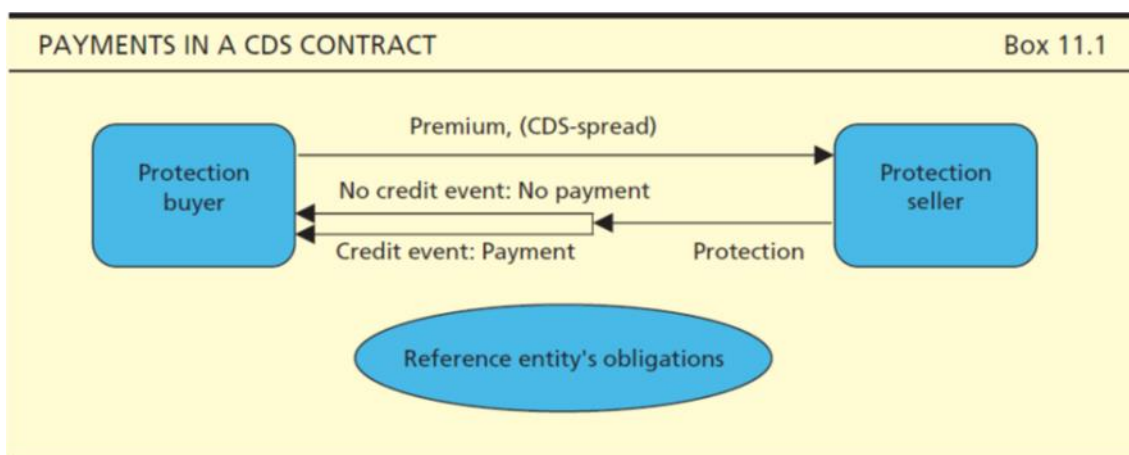 PAYMENTS IN A CDS CONTRACT
Box 11.1
Premium, (CDS-spread)
Protection
buyer
No credit event: No payment
Credit event: Payment
Protection
Protection
seller
Reference entity's obligations